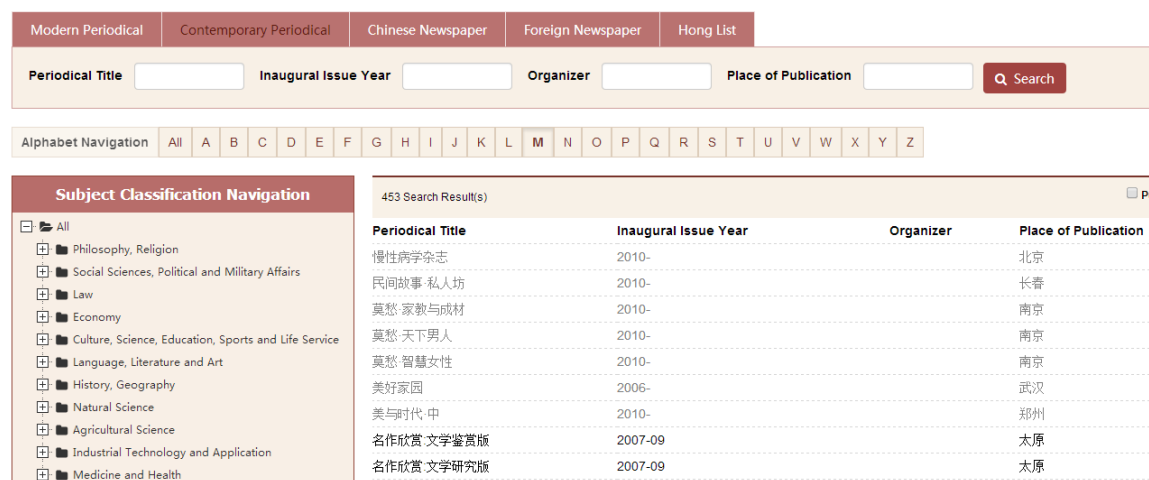 Modern Periodical Contemporary Periodical Chinese Newspaper Foreign Newspaper Hong List
Periodical Title Inaugural Issue Year Organizer Place of Publication Search
Alphabet Navigation All A B C D E F G H I J K L M N O P Q R S T U V W X Y Z
Subject Classification Navigation
All
Philosophy, Religion
Social Sciences, Political and Military Affairs
Law
Economy
Culture, Science, Education, Sports and Life Service
Language, Literature and Art
History, Geography
Natural Science
Agricultural Science
Industrial Technology and Application
Medicine and Health
453 Search Result(s)
Periodical Title Inaugural Issue Year Organizer Place of Publication
慢性病学杂志 2010- 北京
民间故事·私人坊 2010- 长春
莫愁·家教与成材 2010- 南京
莫愁·天下男人 2010- 南京
莫愁·智慧女性 2010- 南京
美好家园 2006- 武汉
美与时代·中 2010- 郑州
名作欣赏·文学鉴赏版 2007-09 太原
名作欣赏·文学研究版 2007-09 太原